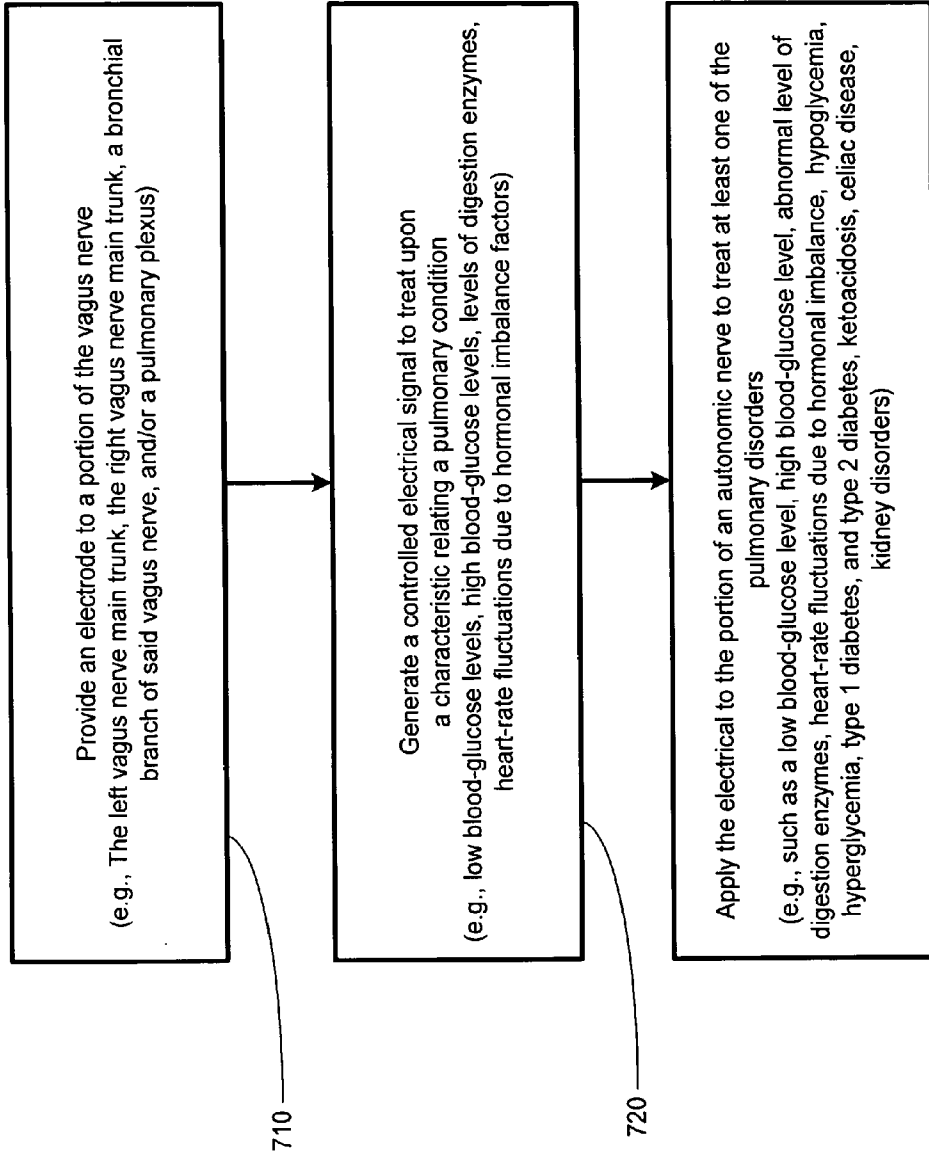 Provide an electrode to a portion of the vagus nerve
(e.g., The left vagus nerve main trunk, the right vagus nerve main trunk, a bronchial
branch of said vagus nerve, and/or a pulmonary plexus)
710
Generate a controlled electrical signal to treat upon
a characteristic relating a pulmonary condition
(e.g., low blood-glucose levels, high blood-glucose levels, levels of digestion enzymes,
heart-rate fluctuations due to hormonal imbalance factors)
720
Apply the electrical to the portion of an autonomic nerve to treat at least one of the
pulmonary disorders
(e.g., such as a low blood-glucose level, high blood-glucose level, abnormal level of
digestion enzymes, heart-rate fluctuations due to hormonal imbalance, hypoglycemia,
hyperglycemia, type 1 diabetes, and type 2 diabetes, ketoacidosis, celiac disease,
kidney disorders)